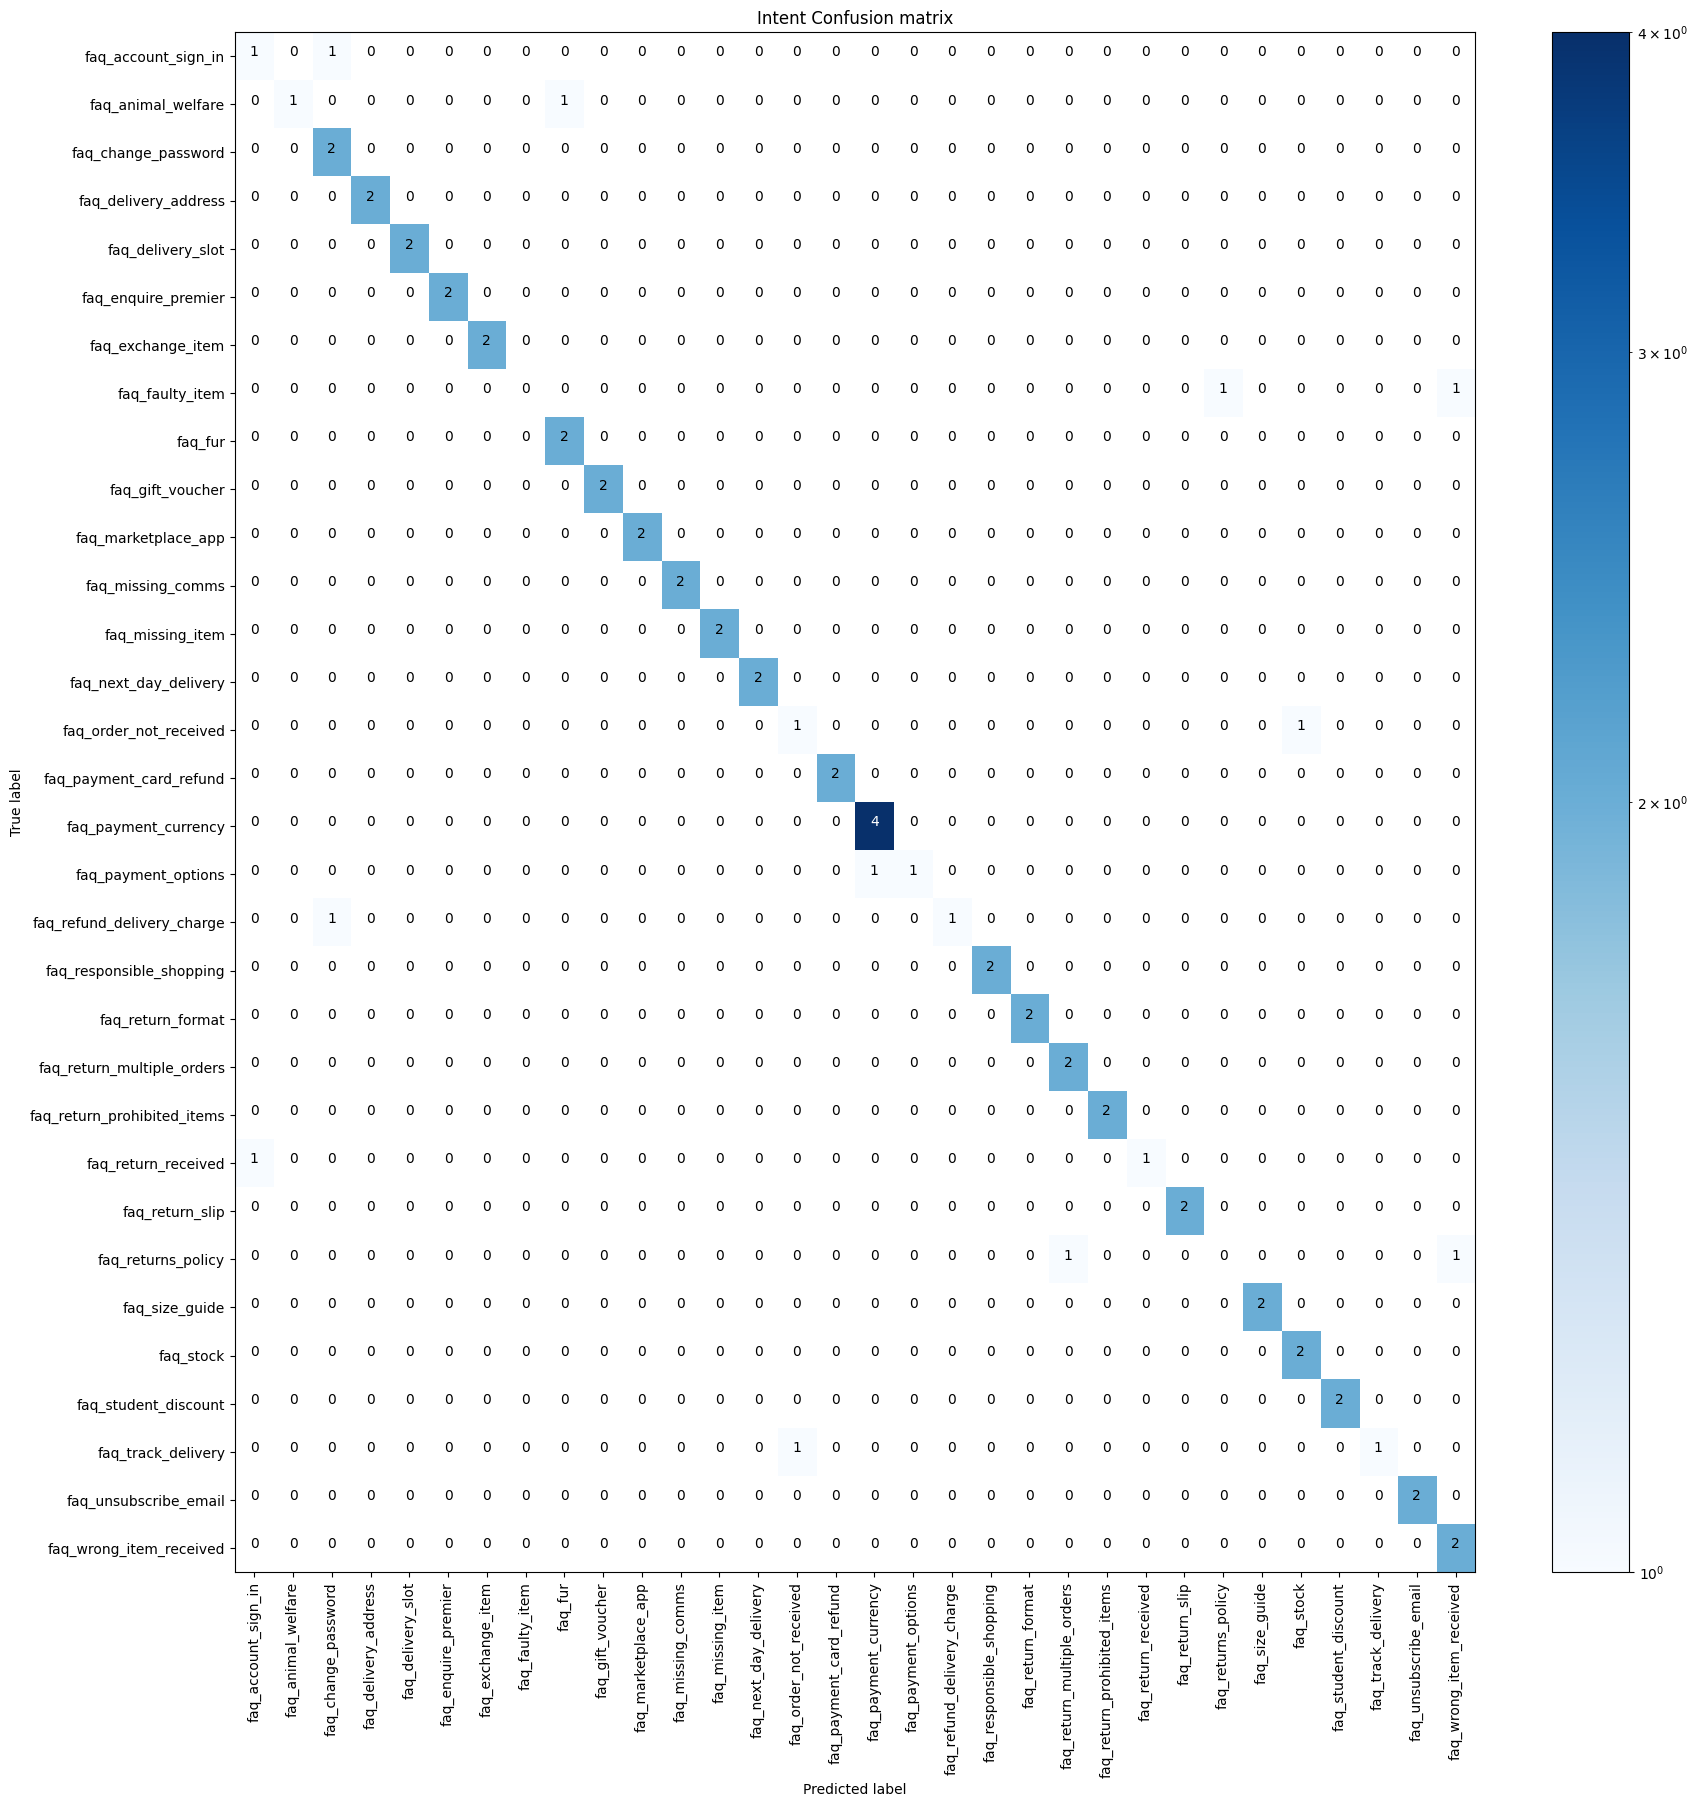 Intent Confusion matrix
faq_account_sign_in 1 0 1 0 0 0 0 0 0 0 0 0 0 0 0 0 0 0 0 0 0 0 0 0 0 0 0 0 0 0 0 0
faq_animal_welfare 0 1 0 0 0 0 0 0 1 0 0 0 0 0 0 0 0 0 0 0 0 0 0 0 0 0 0 0 0 0 0 0
faq_change_password 0 0 2 0 0 0 0 0 0 0 0 0 0 0 0 0 0 0 0 0 0 0 0 0 0 0 0 0 0 0 0 0
faq_delivery_address 0 0 0 2 0 0 0 0 0 0 0 0 0 0 0 0 0 0 0 0 0 0 0 0 0 0 0 0 0 0 0 0
faq_delivery_slot 0 0 0 0 2 0 0 0 0 0 0 0 0 0 0 0 0 0 0 0 0 0 0 0 0 0 0 0 0 0 0 0
faq_enquire_premier 0 0 0 0 0 2 0 0 0 0 0 0 0 0 0 0 0 0 0 0 0 0 0 0 0 0 0 0 0 0 0 0
faq_exchange_item 0 0 0 0 0 0 2 0 0 0 0 0 0 0 0 0 0 0 0 0 0 0 0 0 0 0 0 0 0 0 0 0
faq_faulty_item 0 0 0 0 0 0 0 0 0 0 0 0 0 0 0 0 0 0 0 0 0 0 0 0 0 1 0 0 0 0 0 1
faq_fur 0 0 0 0 0 0 0 0 2 0 0 0 0 0 0 0 0 0 0 0 0 0 0 0 0 0 0 0 0 0 0 0
faq_gift_voucher 0 0 0 0 0 0 0 0 0 2 0 0 0 0 0 0 0 0 0 0 0 0 0 0 0 0 0 0 0 0 0 0
faq_marketplace_app 0 0 0 0 0 0 0 0 0 0 2 0 0 0 0 0 0 0 0 0 0 0 0 0 0 0 0 0 0 0 0 0
faq_missing_comms 0 0 0 0 0 0 0 0 0 0 0 2 0 0 0 0 0 0 0 0 0 0 0 0 0 0 0 0 0 0 0 0
faq_missing_item 0 0 0 0 0 0 0 0 0 0 0 0 2 0 0 0 0 0 0 0 0 0 0 0 0 0 0 0 0 0 0 0
faq_next_day_delivery 0 0 0 0 0 0 0 0 0 0 0 0 0 2 0 0 0 0 0 0 0 0 0 0 0 0 0 0 0 0 0 0
faq_order_not_received 0 0 0 0 0 0 0 0 0 0 0 0 0 0 1 0 0 0 0 0 0 0 0 0 0 0 0 1 0 0 0 0
faq_payment_card_refund 0 0 0 0 0 0 0 0 0 0 0 0 0 0 0 2 0 0 0 0 0 0 0 0 0 0 0 0 0 0 0 0
faq_payment_currency 0 0 0 0 0 0 0 0 0 0 0 0 0 0 0 0 4 0 0 0 0 0 0 0 0 0 0 0 0 0 0 0
faq_payment_options 0 0 0 0 0 0 0 0 0 0 0 0 0 0 0 0 1 1 0 0 0 0 0 0 0 0 0 0 0 0 0 0
faq_refund_delivery_charge 0 0 1 0 0 0 0 0 0 0 0 0 0 0 0 0 0 0 1 0 0 0 0 0 0 0 0 0 0 0 0 0
faq_responsible_shopping 0 0 0 0 0 0 0 0 0 0 0 0 0 0 0 0 0 0 0 2 0 0 0 0 0 0 0 0 0 0 0 0
faq_return_format 0 0 0 0 0 0 0 0 0 0 0 0 0 0 0 0 0 0 0 0 2 0 0 0 0 0 0 0 0 0 0 0
faq_return_multiple_orders 0 0 0 0 0 0 0 0 0 0 0 0 0 0 0 0 0 0 0 0 0 2 0 0 0 0 0 0 0 0 0 0
faq_return_prohibited_items 0 0 0 0 0 0 0 0 0 0 0 0 0 0 0 0 0 0 0 0 0 0 2 0 0 0 0 0 0 0 0 0
faq_return_received 1 0 0 0 0 0 0 0 0 0 0 0 0 0 0 0 0 0 0 0 0 0 0 1 0 0 0 0 0 0 0 0
faq_return_slip 0 0 0 0 0 0 0 0 0 0 0 0 0 0 0 0 0 0 0 0 0 0 0 0 2 0 0 0 0 0 0 0
faq_returns_policy 0 0 0 0 0 0 0 0 0 0 0 0 0 0 0 0 0 0 0 0 0 1 0 0 0 0 0 0 0 0 0 1
faq_size_guide 0 0 0 0 0 0 0 0 0 0 0 0 0 0 0 0 0 0 0 0 0 0 0 0 0 0 2 0 0 0 0 0
faq_stock 0 0 0 0 0 0 0 0 0 0 0 0 0 0 0 0 0 0 0 0 0 0 0 0 0 0 0 2 0 0 0 0
faq_student_discount 0 0 0 0 0 0 0 0 0 0 0 0 0 0 0 0 0 0 0 0 0 0 0 0 0 0 0 0 2 0 0 0
faq_track_delivery 0 0 0 0 0 0 0 0 0 0 0 0 0 0 1 0 0 0 0 0 0 0 0 0 0 0 0 0 0 1 0 0
faq_unsubscribe_email 0 0 0 0 0 0 0 0 0 0 0 0 0 0 0 0 0 0 0 0 0 0 0 0 0 0 0 0 0 0 2 0
faq_wrong_item_received 0 0 0 0 0 0 0 0 0 0 0 0 0 0 0 0 0 0 0 0 0 0 0 0 0 0 0 0 0 0 0 2
True label
faq_account_sign_in
faq_animal_welfare
faq_change_password
faq_delivery_address
faq_delivery_slot
faq_enquire_premier
faq_exchange_item
faq_faulty_item
faq_fur
faq_gift_voucher
faq_marketplace_app
faq_missing_comms
faq_missing_item
faq_next_day_delivery
faq_order_not_received
faq_payment_card_refund
faq_payment_currency
faq_payment_options
faq_refund_delivery_charge
faq_responsible_shopping
faq_return_format
faq_return_multiple_orders
faq_return_prohibited_items
faq_return_received
faq_return_slip
faq_returns_policy
faq_size_guide
faq_stock
faq_student_discount
faq_track_delivery
faq_unsubscribe_email
faq_wrong_item_received
Predicted label
4 × 10⁰
3 × 10⁰
2 × 10⁰
10⁰